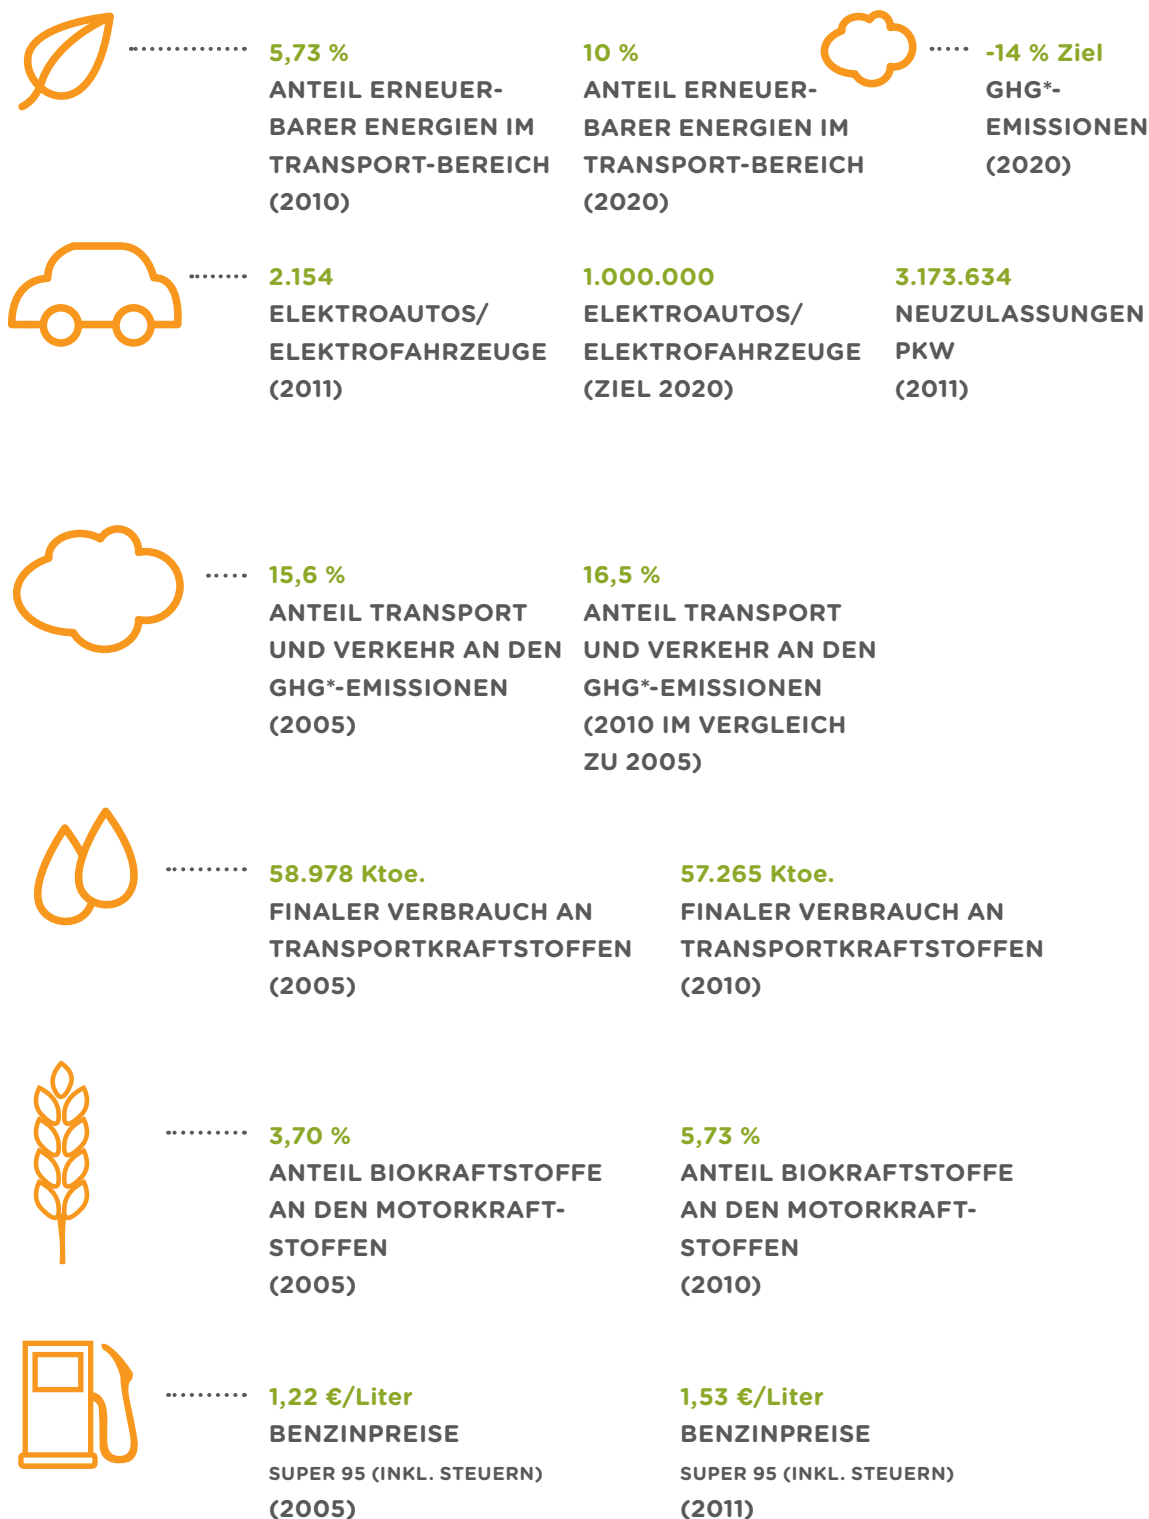 5,73 %
ANTEIL ERNEUER-
BARER ENERGIEN IM
TRANSPORT-BEREICH
(2010)
10 %
ANTEIL ERNEUER-
BARER ENERGIEN IM
TRANSPORT-BEREICH
(2020)
-14 % Ziel
GHG*-
EMISSIONEN
(2020)
2.154
ELEKTROAUTOS/
ELEKTROFAHRZEUGE
(2011)
1.000.000
ELEKTROAUTOS/
ELEKTROFAHRZEUGE
(ZIEL 2020)
3.173.634
NEUZULASSUNGEN
PKW
(2011)
15,6 %
ANTEIL TRANSPORT
UND VERKEHR AN DEN
GHG*-EMISSIONEN
(2005)
16,5 %
ANTEIL TRANSPORT
UND VERKEHR AN DEN
GHG*-EMISSIONEN
(2010 IM VERGLEICH
ZU 2005)
58.978 Ktoe.
FINALER VERBRAUCH AN
TRANSPORTKRAFTSTOFFEN
(2005)
57.265 Ktoe.
FINALER VERBRAUCH AN
TRANSPORTKRAFTSTOFFEN
(2010)
3,70 %
ANTEIL BIOKRAFTSTOFFE
AN DEN MOTORKRAFT-
STOFFEN
(2005)
5,73 %
ANTEIL BIOKRAFTSTOFFE
AN DEN MOTORKRAFT-
STOFFEN
(2010)
1,22 €/Liter
BENZINPREISE
SUPER 95 (INKL. STEUERN)
(2005)
1,53 €/Liter
BENZINPREISE
SUPER 95 (INKL. STEUERN)
(2011)